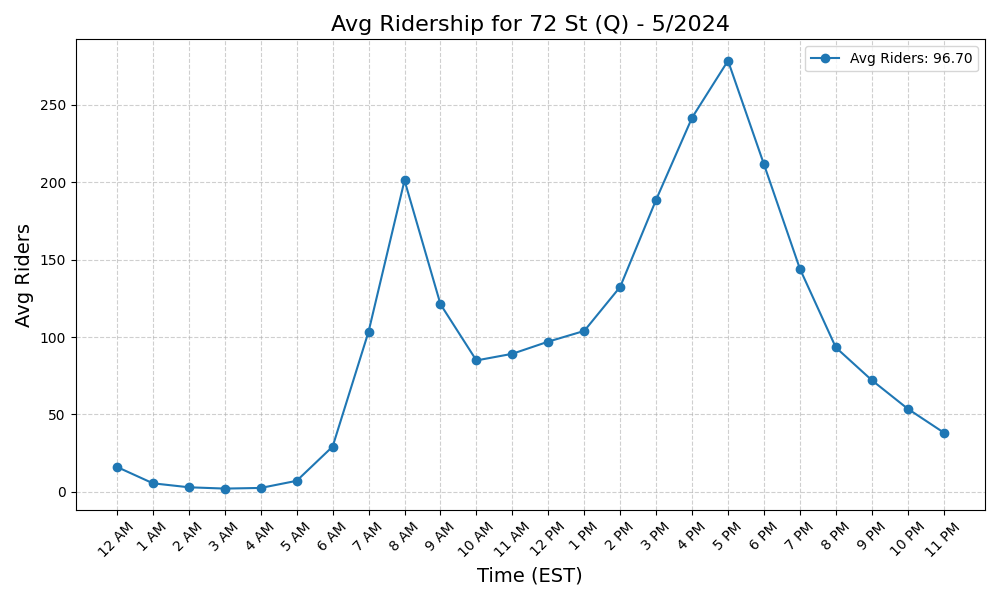 Avg Ridership for 72 St (Q) - 5/2024
Avg Riders: 96.70
Avg Riders
250
200
150
100
50
0
12 AM
1 AM
2 AM
3 AM
4 AM
5 AM
6 AM
7 AM
8 AM
9 AM
10 AM
11 AM
12 PM
1 PM
2 PM
3 PM
4 PM
5 PM
6 PM
7 PM
8 PM
9 PM
10 PM
11 PM
Time (EST)